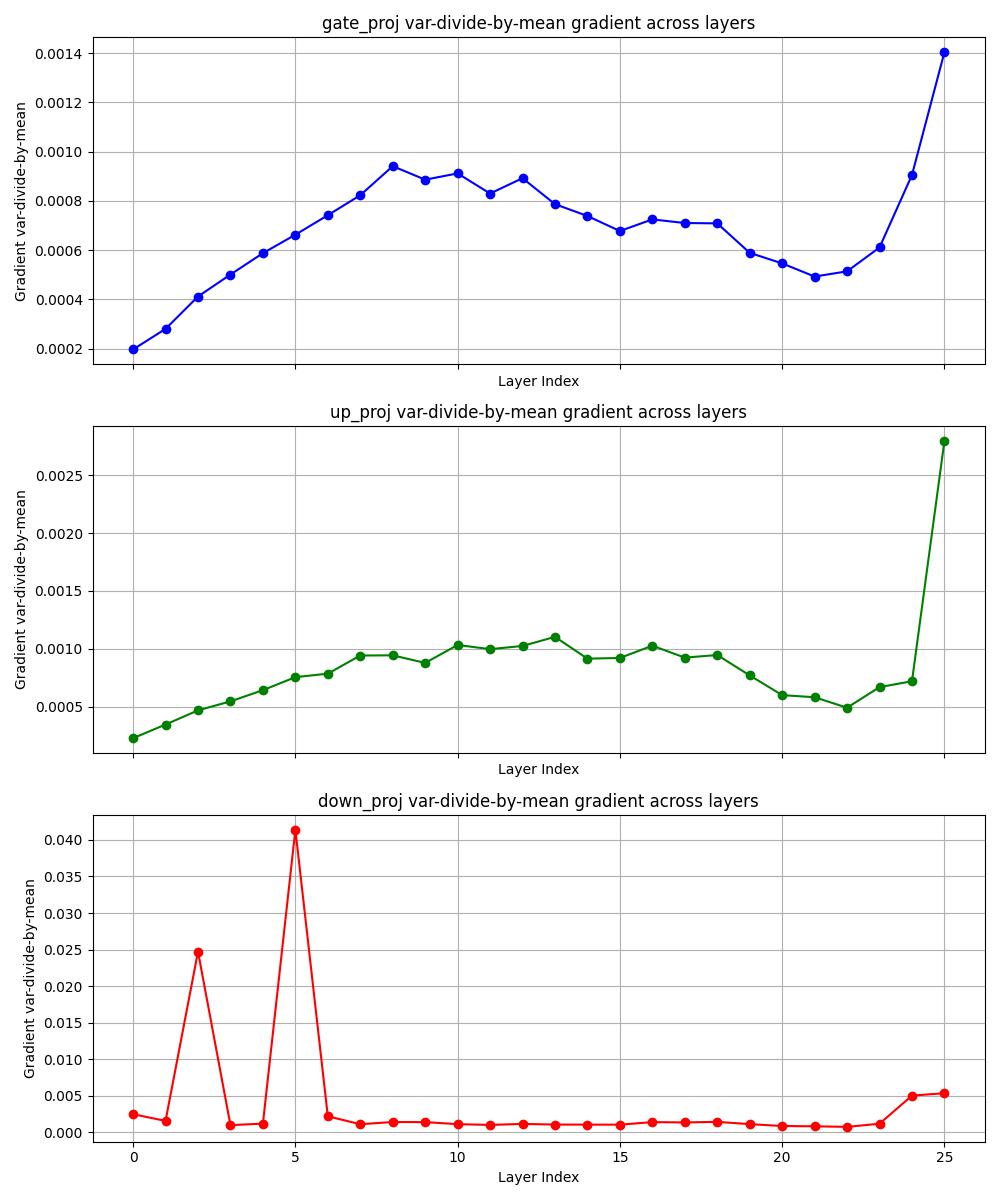 gate_proj var-divide-by-mean gradient across layers
Gradient var-divide-by-mean
0.0014
0.0012
0.0010
0.0008
0.0006
0.0004
0.0002
Layer Index
up_proj var-divide-by-mean gradient across layers
Gradient var-divide-by-mean
0.0025
0.0020
0.0015
0.0010
0.0005
Layer Index
down_proj var-divide-by-mean gradient across layers
Gradient var-divide-by-mean
0.040
0.035
0.030
0.025
0.020
0.015
0.010
0.005
0.000
0 5 10 15 20 25
Layer Index